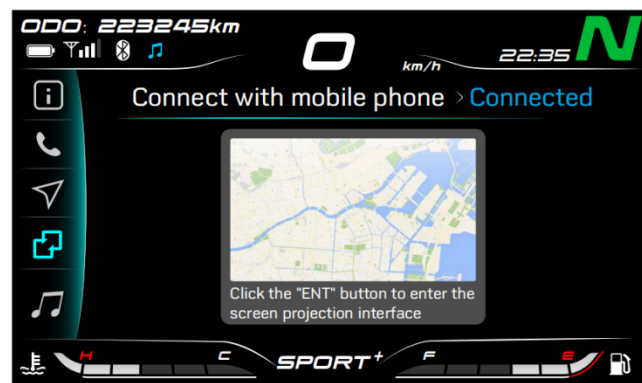 ODO: 223245km
0 km/h
22:35 N
Connect with mobile phone > Connected
Click the "ENT" button to enter the
screen projection interface
H C
SPORT+
F E